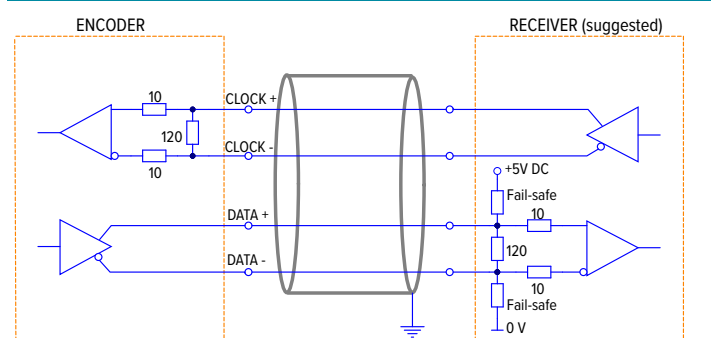 ENCODER
RECEIVER (suggested)
10
CLOCK +
120
CLOCK -
10
+5V DC
Fail-safe
10
DATA +
120
DATA -
10
Fail-safe
0 V